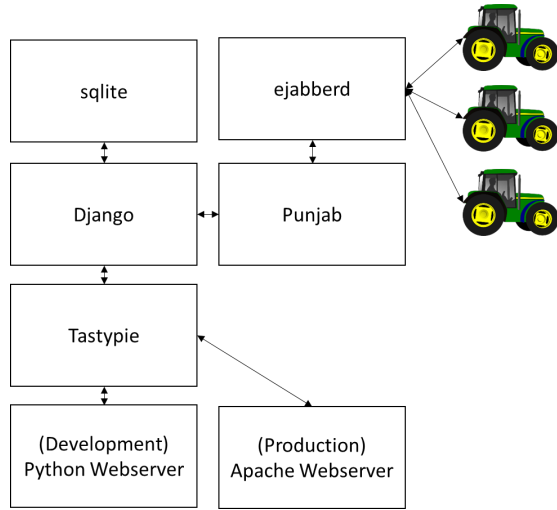 sqlite
ejabberd
Django
Punjab
Tastypie
(Development)
Python Webserver
(Production)
Apache Webserver